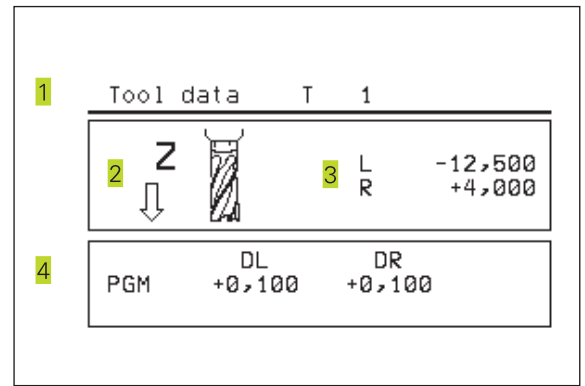 1 Tool data T 1
2 Z 3 L -12,500
R +4,000
4 DL DR
PGM +0,100 +0,100